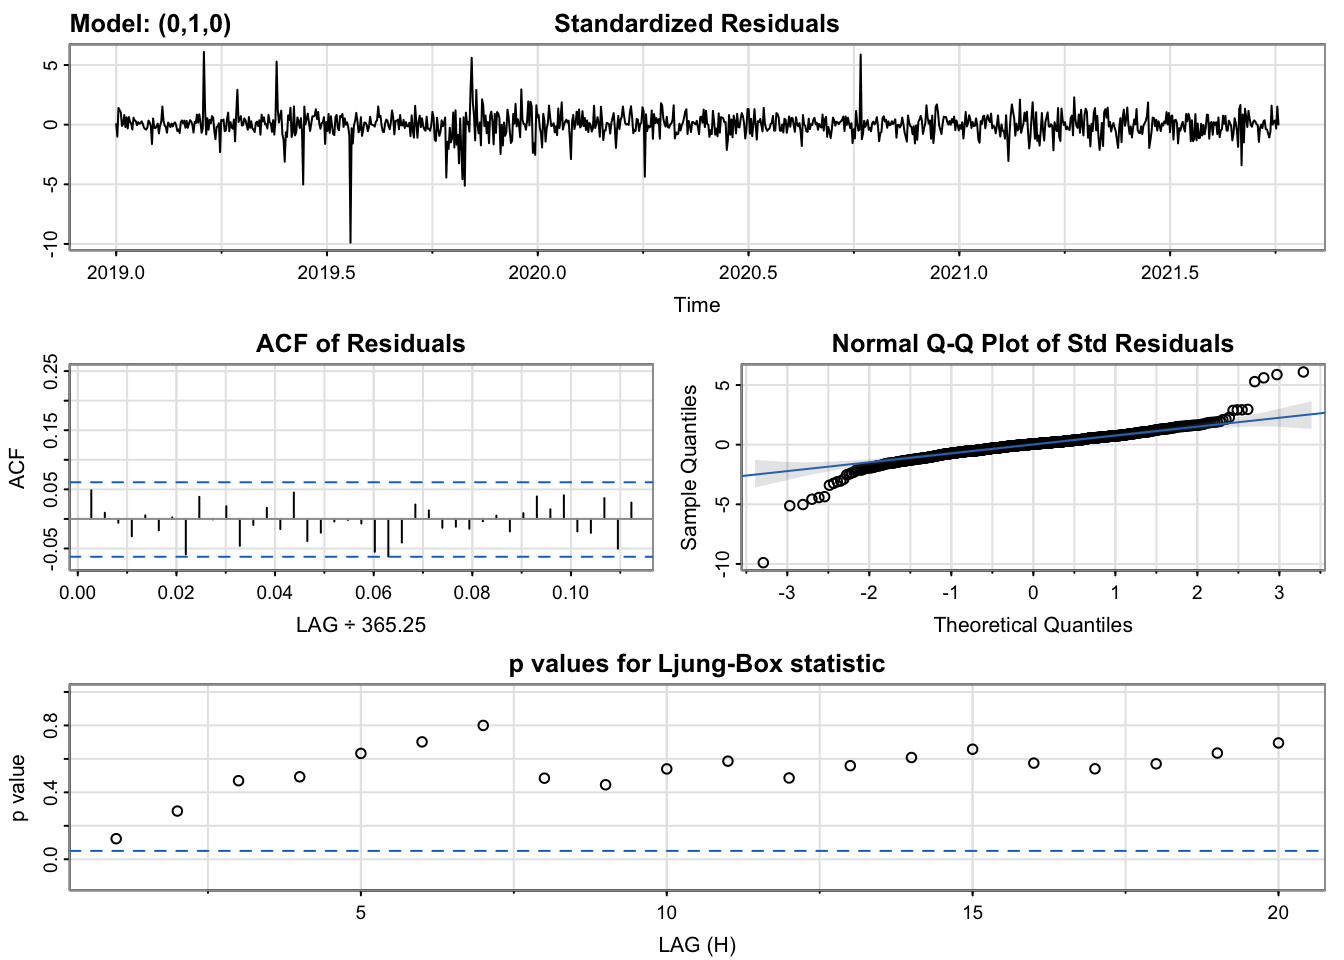 Model: (0,1,0) Standardized Residuals
5
0
-5
-10
2019.0 2019.5 2020.0 2020.5 2021.0 2021.5
Time
ACF of Residuals
ACF
0.25
0.15
0.05
-0.05
0.00 0.02 0.04 0.06 0.08 0.10
LAG ÷ 365.25
Normal Q-Q Plot of Std Residuals
Sample Quantiles
5
0
-5
-10
-3 -2 -1 0 1 2 3
Theoretical Quantiles
p values for Ljung-Box statistic
p value
0.8
0.4
0.0
5 10 15 20
LAG (H)